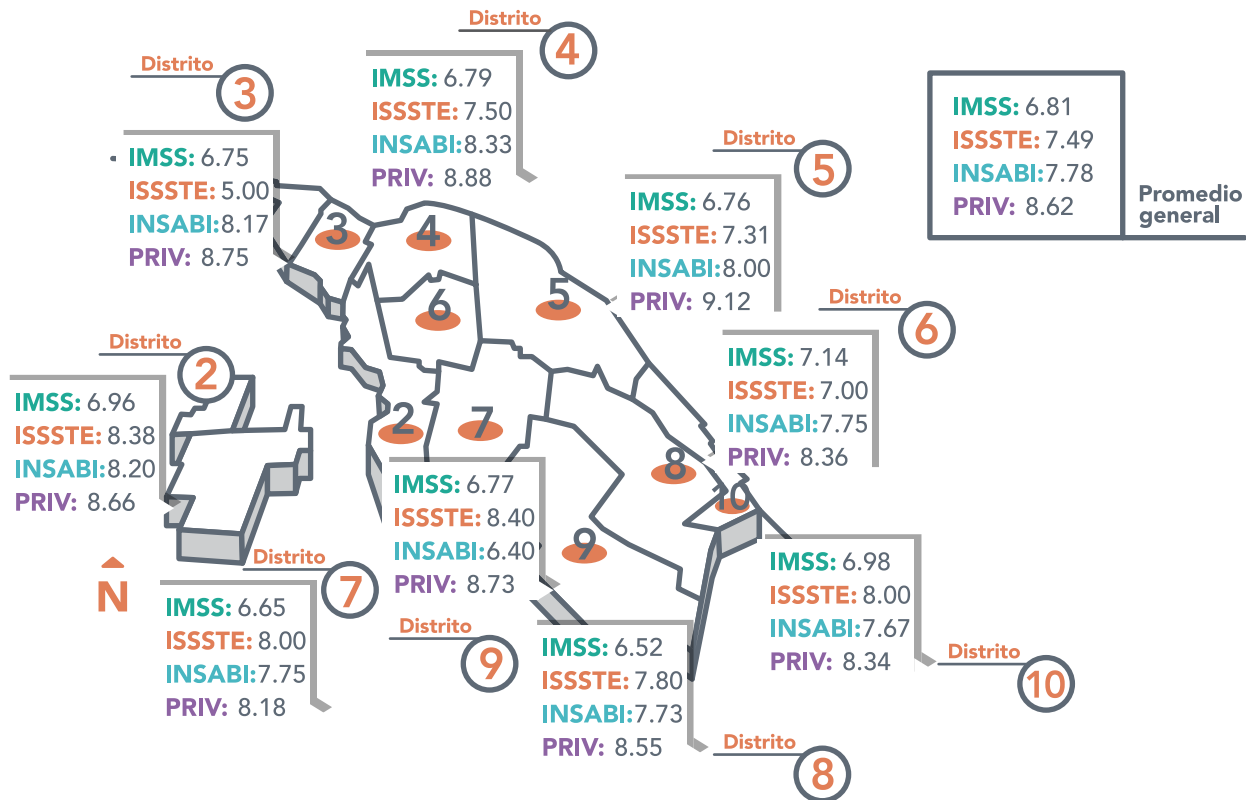 Distrito
4
IMSS: 6.79
ISSSTE: 7.50
INSABI:8.33
PRIV: 8.88
Distrito
3
IMSS: 6.75
ISSSTE: 5.00
INSABI:8.17
PRIV: 8.75
Distrito
5
IMSS: 6.76
ISSSTE: 7.31
INSABI: 8.00
PRIV: 9.12
IMSS: 6.81
ISSSTE: 7.49
INSABI: 7.78
PRIV: 8.62
Promedio
general
3
4
6
5
2
7
8
10
9
Distrito
6
IMSS: 7.14
ISSSTE: 7.00
INSABI: 7.75
PRIV: 8.36
Distrito
2
IMSS: 6.96
ISSSTE: 8.38
INSABI: 8.20
PRIV: 8.66
N
Distrito
7
IMSS: 6.65
ISSSTE: 8.00
INSABI: 7.75
PRIV: 8.18
IMSS: 6.77
ISSSTE: 8.40
INSABI:6.40
PRIV: 8.73
Distrito
9
IMSS: 6.52
ISSSTE: 7.80
INSABI:7.73
PRIV: 8.55
Distrito
8
IMSS: 6.98
ISSSTE: 8.00
INSABI: 7.67
PRIV: 8.34
Distrito
10